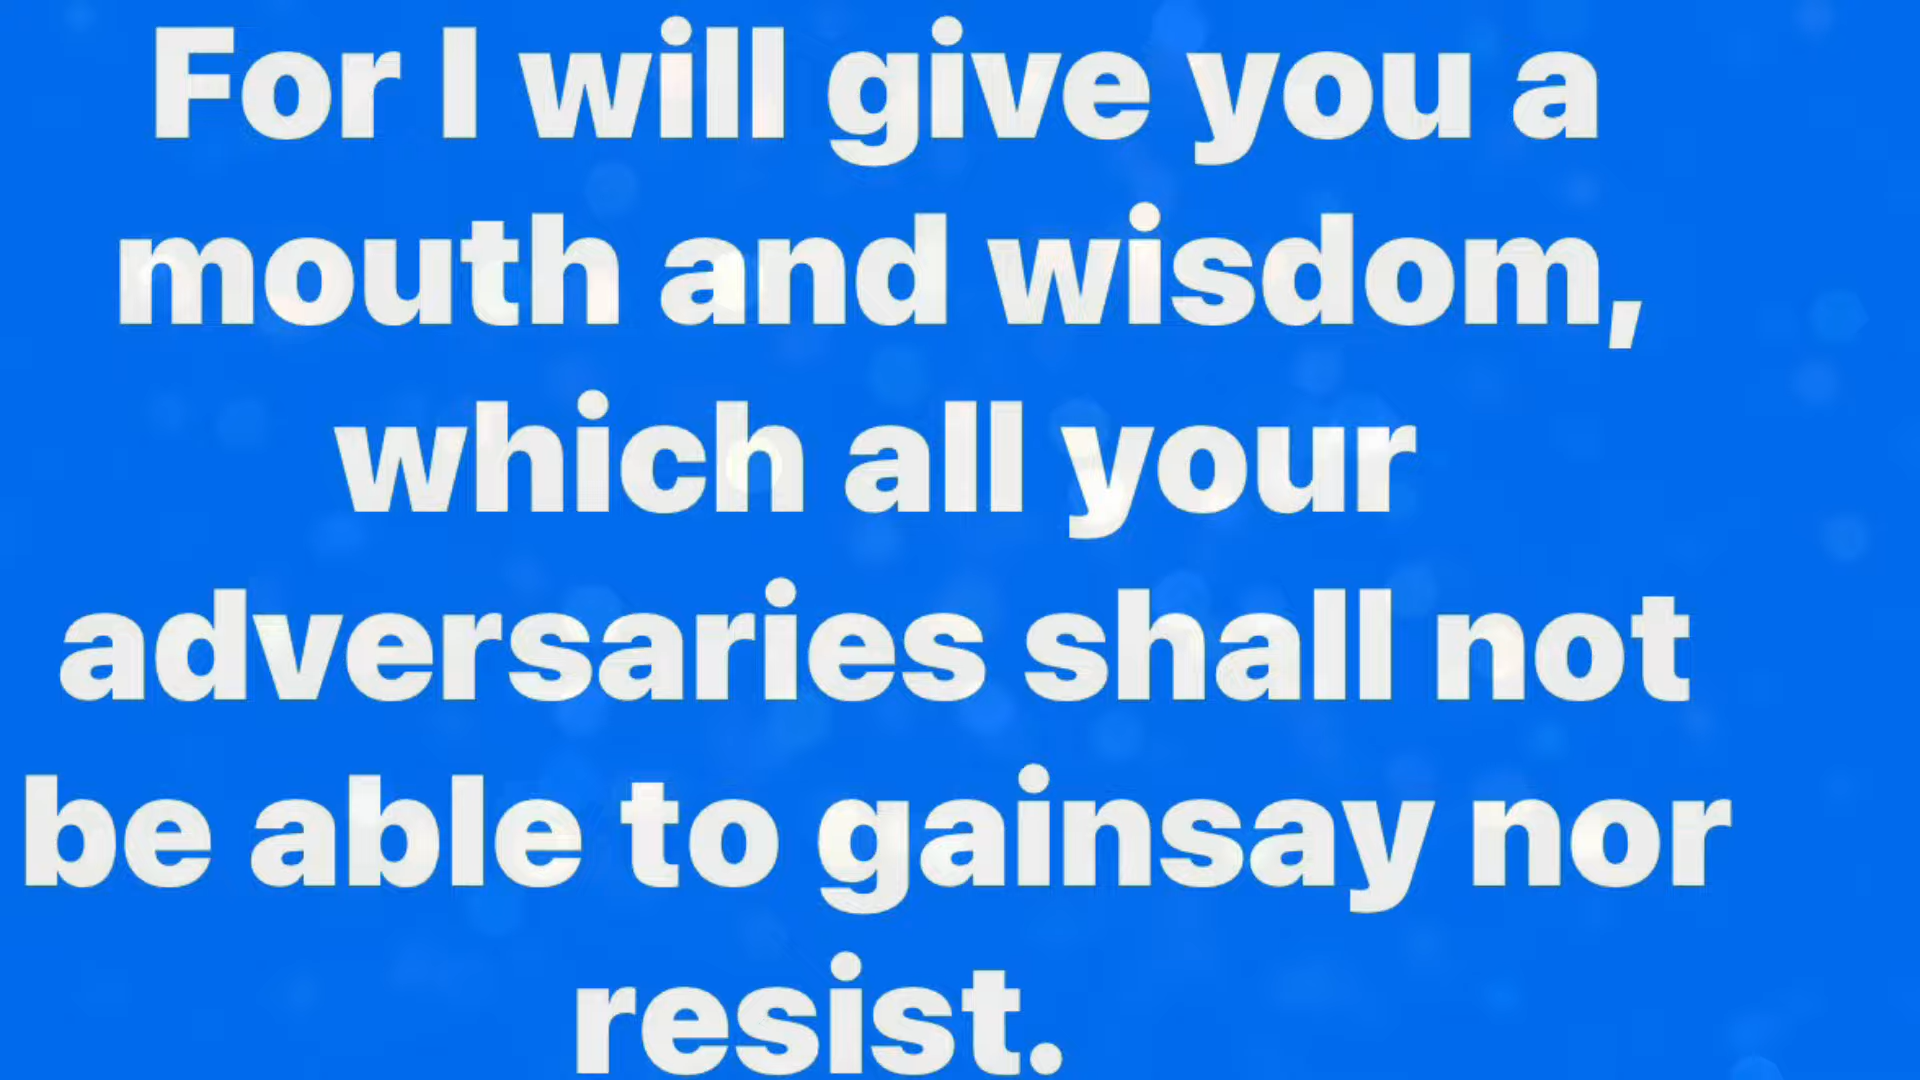 For I will give you a
mouth and wisdom,
which all your
adversaries shall not
be able to gainsay nor
resist.